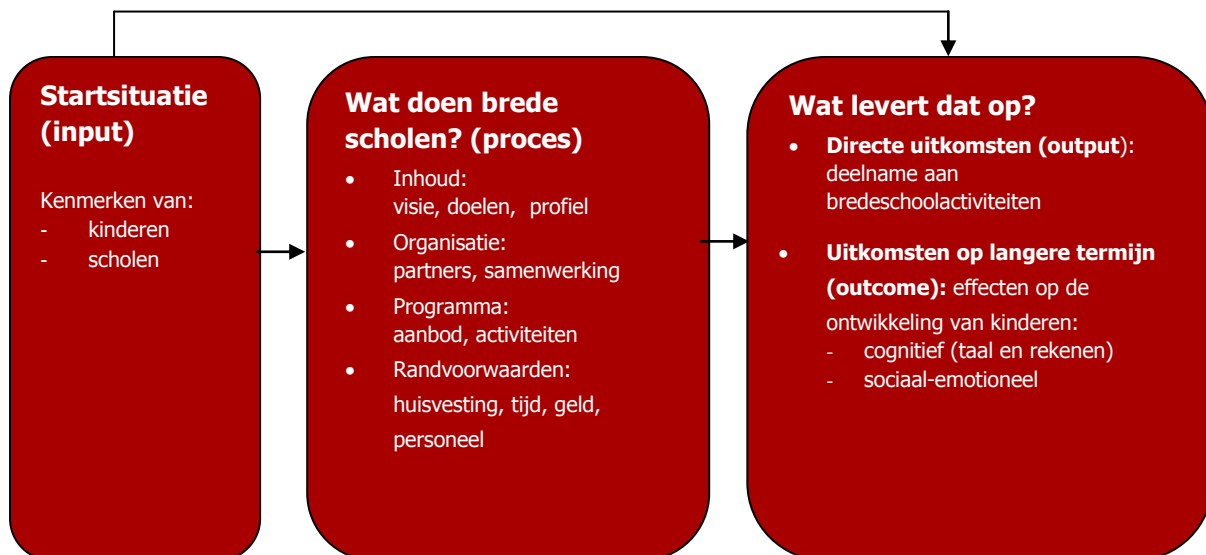 Startsituatie
(input)
Kenmerken van:
- kinderen
- scholen
Wat doen brede
scholen? (proces)
• Inhoud:
visie, doelen, profiel
• Organisatie:
partners, samenwerking
• Programma:
aanbod, activiteiten
• Randvoorwaarden:
huisvesting, tijd, geld,
personeel
Wat levert dat op?
• Directe uitkomsten (output):
deelname aan
bredeschoolactiviteiten
• Uitkomsten op langere termijn
(outcome): effecten op de
ontwikkeling van kinderen:
- cognitief (taal en rekenen)
- sociaal-emotioneel